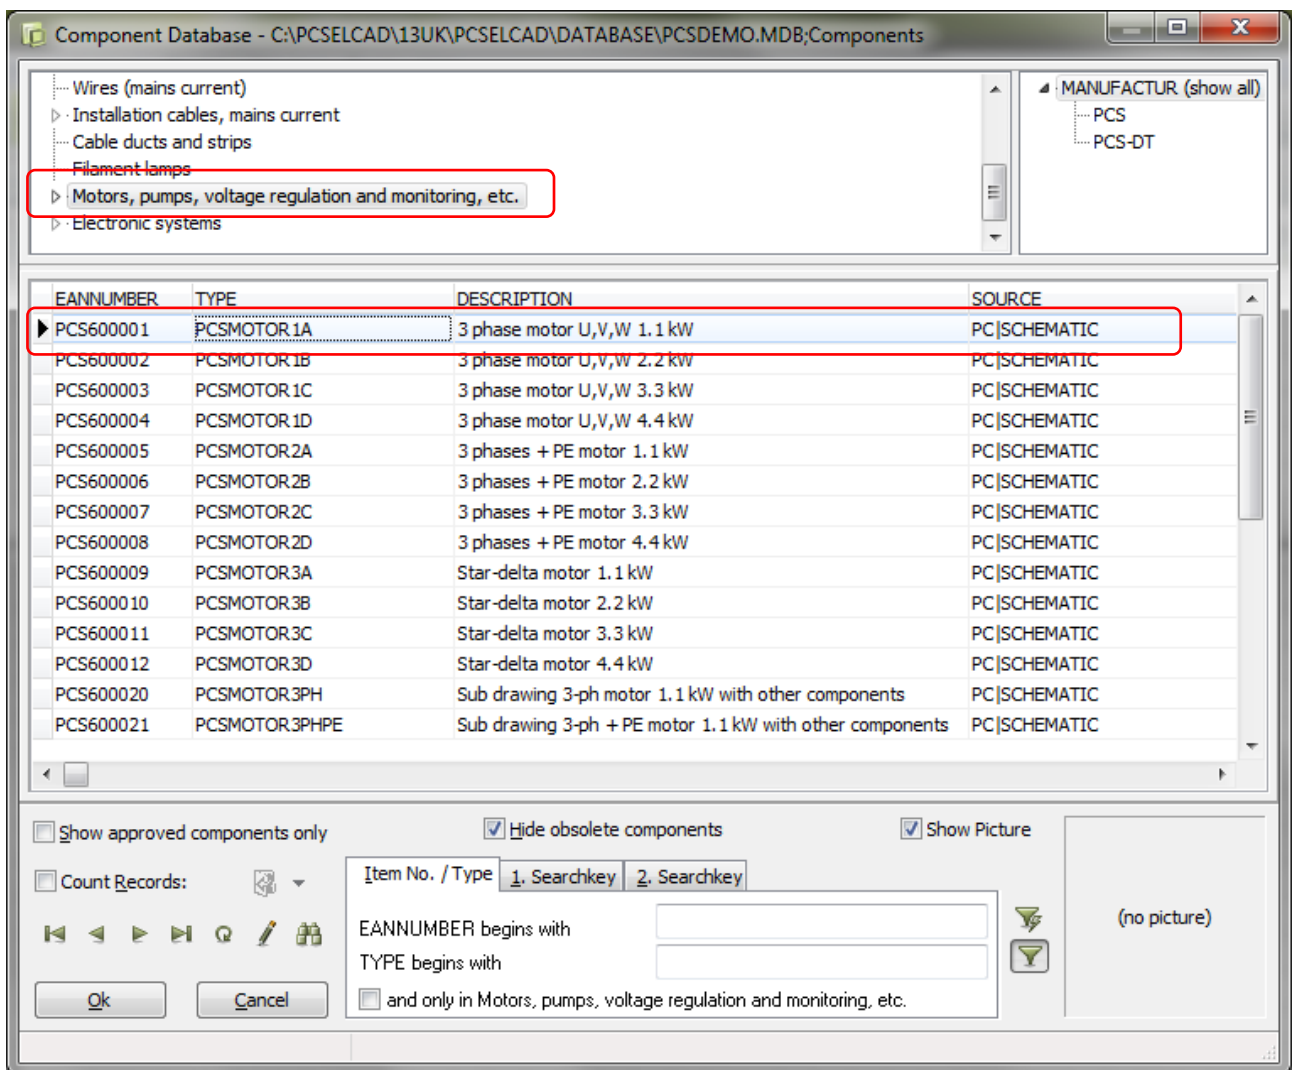 Component Database - C:\PCSELCAD\13UK\PCSELCAD\DATABASE\PCSDEMO.MDB;Components
Wires (mains current)
Installation cables, mains current
Cable ducts and strips
Filament lamps
Motors, pumps, voltage regulation and monitoring, etc.
Electronic systems
MANUFACTUR (show all)
PCS
PCS-DT
EANNUMBER TYPE DESCRIPTION SOURCE
PCS600001 PCSMOTOR1A 3 phase motor U,V,W 1.1 kW PC|SCHEMATIC
PCS600002 PCSMOTOR1B 3 phase motor U,V,W 2.2 kW PC|SCHEMATIC
PCS600003 PCSMOTOR1C 3 phase motor U,V,W 3.3 kW PC|SCHEMATIC
PCS600004 PCSMOTOR1D 3 phase motor U,V,W 4.4 kW PC|SCHEMATIC
PCS600005 PCSMOTOR2A 3 phases + PE motor 1.1 kW PC|SCHEMATIC
PCS600006 PCSMOTOR2B 3 phases + PE motor 2.2 kW PC|SCHEMATIC
PCS600007 PCSMOTOR2C 3 phases + PE motor 3.3 kW PC|SCHEMATIC
PCS600008 PCSMOTOR2D 3 phases + PE motor 4.4 kW PC|SCHEMATIC
PCS600009 PCSMOTOR3A Star-delta motor 1.1 kW PC|SCHEMATIC
PCS600010 PCSMOTOR3B Star-delta motor 2.2 kW PC|SCHEMATIC
PCS600011 PCSMOTOR3C Star-delta motor 3.3 kW PC|SCHEMATIC
PCS600012 PCSMOTOR3D Star-delta motor 4.4 kW PC|SCHEMATIC
PCS600020 PCSMOTOR3PH Sub drawing 3-ph motor 1.1 kW with other components PC|SCHEMATIC
PCS600021 PCSMOTOR3PHPE Sub drawing 3-ph + PE motor 1.1 kW with other components PC|SCHEMATIC
Show approved components only
Hide obsolete components
Show Picture
Count Records:
Item No. / Type 1. Searchkey 2. Searchkey
EANNUMBER begins with
TYPE begins with
and only in Motors, pumps, voltage regulation and monitoring, etc.
(no picture)
Ok Cancel